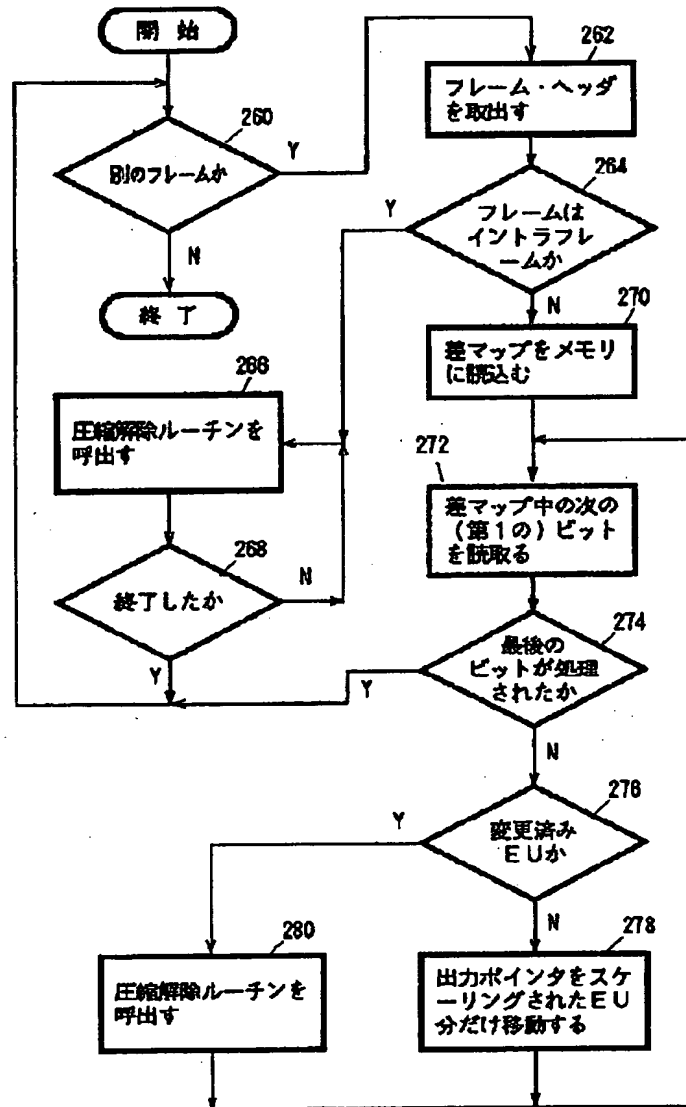 開始
262
フレーム・ヘッダ
を取出す
260
別のフレームか
Y
N
終了
264
フレームは
イントラフレ
ームか
Y
N
270
差マップをメモリ
に読込む
266
圧縮解除ルーチンを
呼出す
272
差マップ中の次の
(第1の)ビット
を読取る
268
終了したか
N
Y
274
最後の
ビットが処理
されたか
Y
N
276
変更済み
EUか
Y
N
280
圧縮解除ルーチンを
呼出す
278
出力ポインタをスケ
ーリングされたEU
分だけ移動する